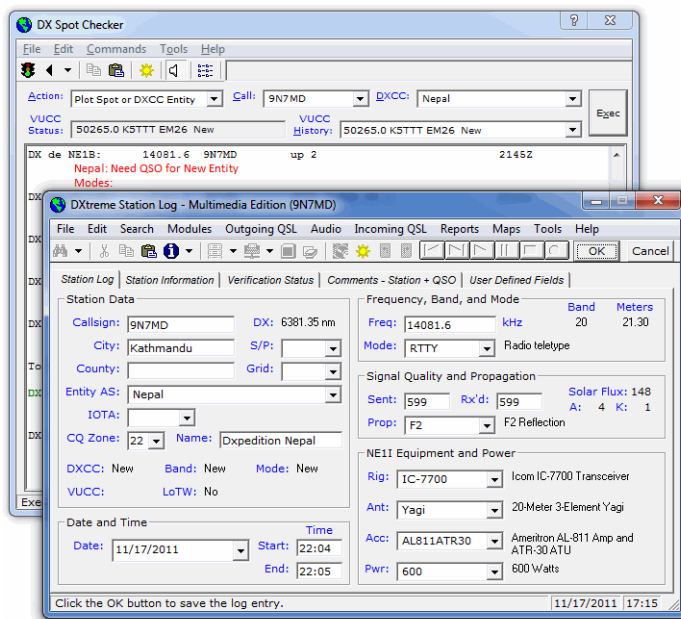 DX Spot Checker
File Edit Commands Tools Help
Action: Plot Spot or DXCC Entity Call: 9N7MD DXCC: Nepal Exec
VUCC Status: 50265.0 K5TTT EM26 New VUCC History: 50265.0 K5TTT EM26 New
DX de NE1B: 14081.6 9N7MD up 2 2145Z
Nepal: Need QSO for New Entity
Modes:
DX
DX
DX
DX
To
DX
DX
Exe
DXtreme Station Log - Multimedia Edition (9N7MD)
File Edit Search Modules Outgoing QSL Audio Incoming QSL Reports Maps Tools Help
OK Cancel
Station Log Station Information Verification Status Comments - Station + QSO User Defined Fields
Station Data
Callsign: 9N7MD DX: 6381.35 nm
City: Kathmandu S/P:
County: Grid:
Entity AS: Nepal
IOTA:
CQ Zone: 22 Name: Dxpedition Nepal
DXCC: New Band: New Mode: New
VUCC: LoTW: No
Date and Time
Time
Date: 11/17/2011 Start: 22:04
End: 22:05
Frequency, Band, and Mode
Band Meters
Freq: 14081.6 kHz 20 21.30
Mode: RTTY Radio teletype
Signal Quality and Propagation
Sent: 599 Rx'd: 599 Solar Flux: 148
A: 4 K: 1
Prop: F2 F2 Reflection
NE1I Equipment and Power
Rig: IC-7700 Icom IC-7700 Transceiver
Ant: Yagi 20-Meter 3-Element Yagi
Acc: AL811ATR30 Ameritron AL-811 Amp and
ATR-30 ATU
Pwr: 600 600 Watts
Click the OK button to save the log entry. 11/17/2011 17:15